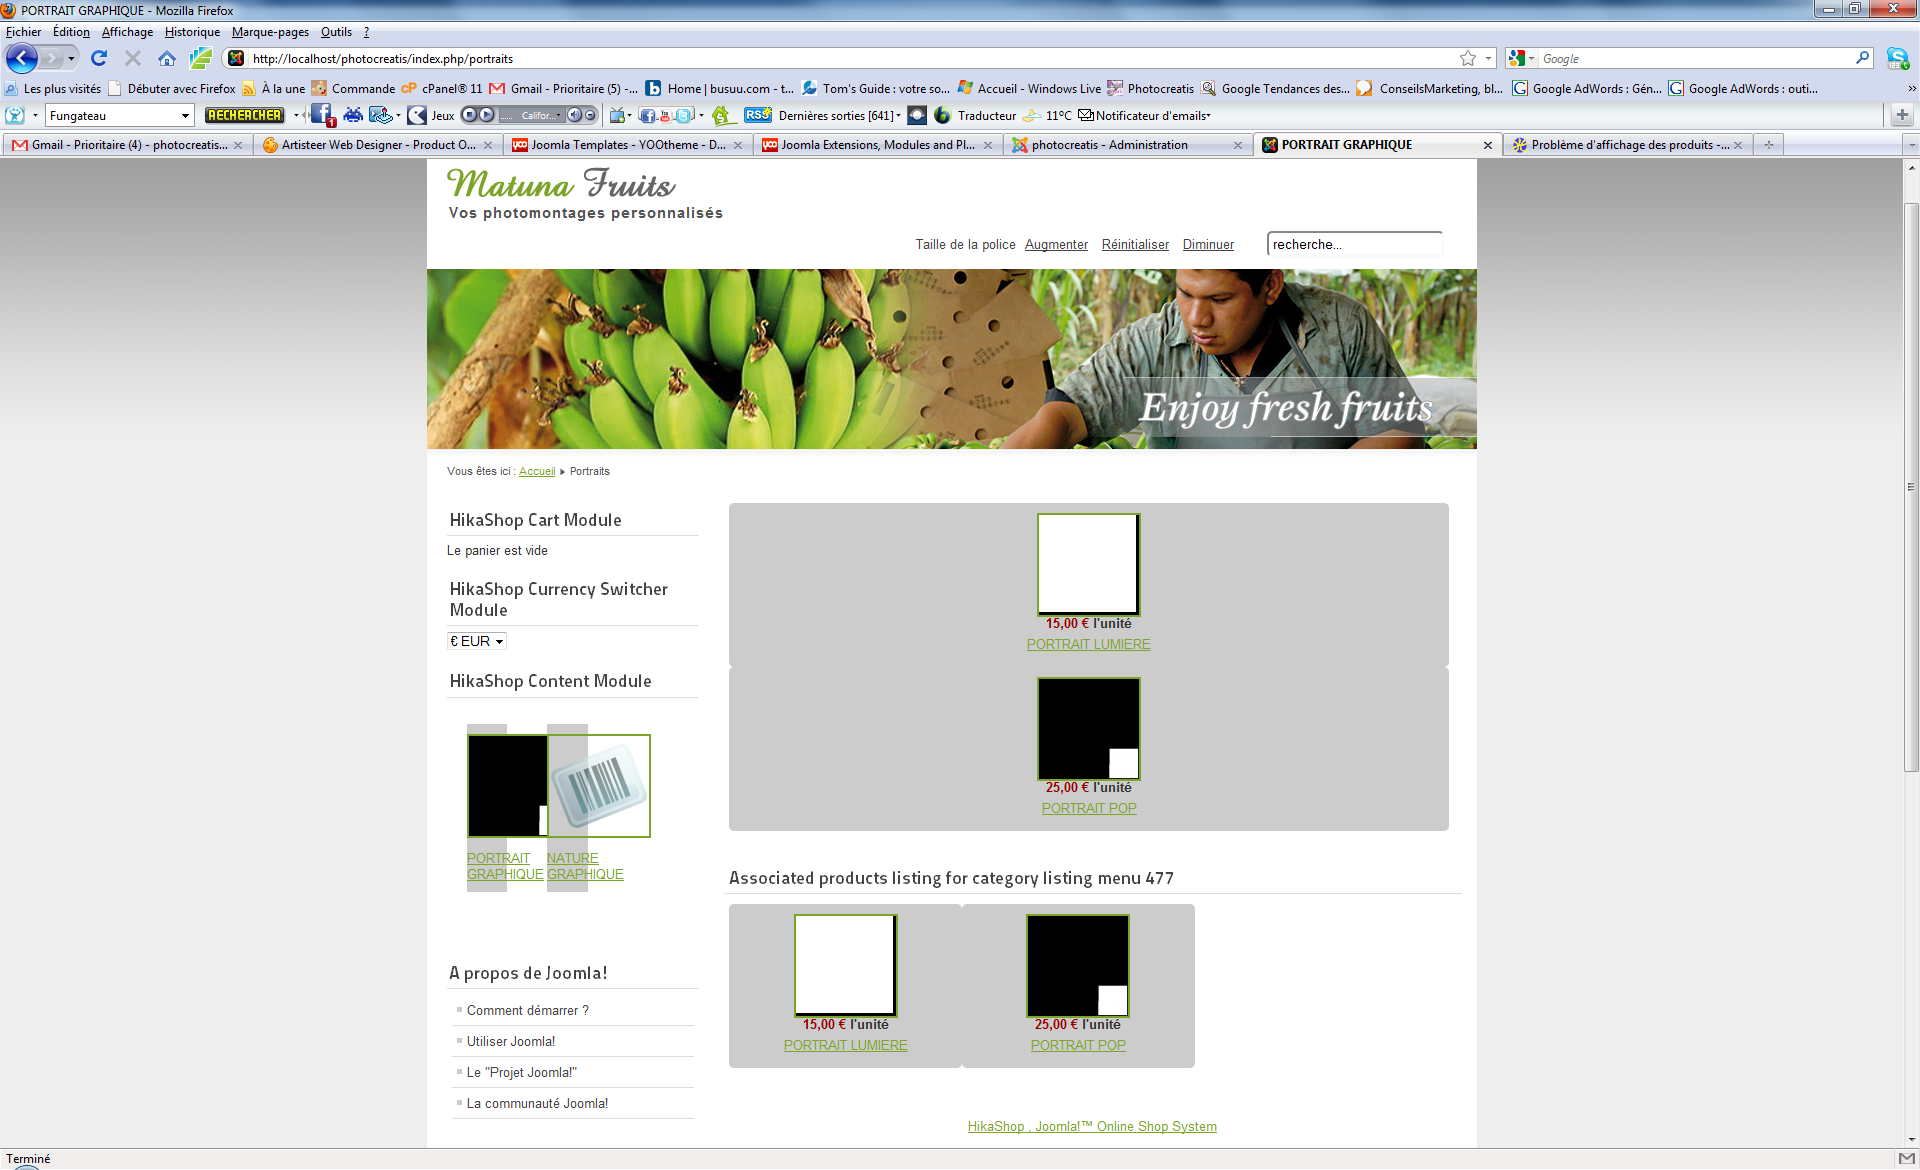 PORTRAIT GRAPHIQUE - Mozilla Firefox
Fichier Édition Affichage Historique Marque-pages Outils ?
http://localhost/photocreatis/index.php/portraits
Google
Les plus visités Débuter avec Firefox À la une Commande cPanel® 11 Gmail - Prioritaire (5) -... Home | busuu.com - t... Tom's Guide : votre so... Accueil - Windows Live Photocreatis Google Tendances des... ConseilsMarketing, bl... Google AdWords : Gén... Google AdWords : outi... »
Fungateau RECHERCHER Jeux Califor... RSS Dernières sorties [641] Traducteur 11°C Notificateur d'emails
Gmail - Prioritaire (4) - photocreatis... Artisteer Web Designer - Product O... Joomla Templates - YOOtheme - D... Joomla Extensions, Modules and Pl... photocreatis - Administration PORTRAIT GRAPHIQUE Problème d'affichage des produits -...
Matuna Fruits
Vos photomontages personnalisés
Taille de la police Augmenter Réinitialiser Diminuer recherche...
Enjoy fresh fruits
Vous êtes ici : Accueil Portraits
HikaShop Cart Module
Le panier est vide
HikaShop Currency Switcher
Module
€ EUR
HikaShop Content Module
PORTRAIT
GRAPHIQUE
NATURE
GRAPHIQUE
A propos de Joomla!
Comment démarrer ?
Utiliser Joomla!
Le "Projet Joomla!"
La communauté Joomla!
15,00 € l'unité
PORTRAIT LUMIERE
25,00 € l'unité
PORTRAIT POP
Associated products listing for category listing menu 477
15,00 € l'unité
PORTRAIT LUMIERE
25,00 € l'unité
PORTRAIT POP
HikaShop , Joomla!™ Online Shop System
Terminé